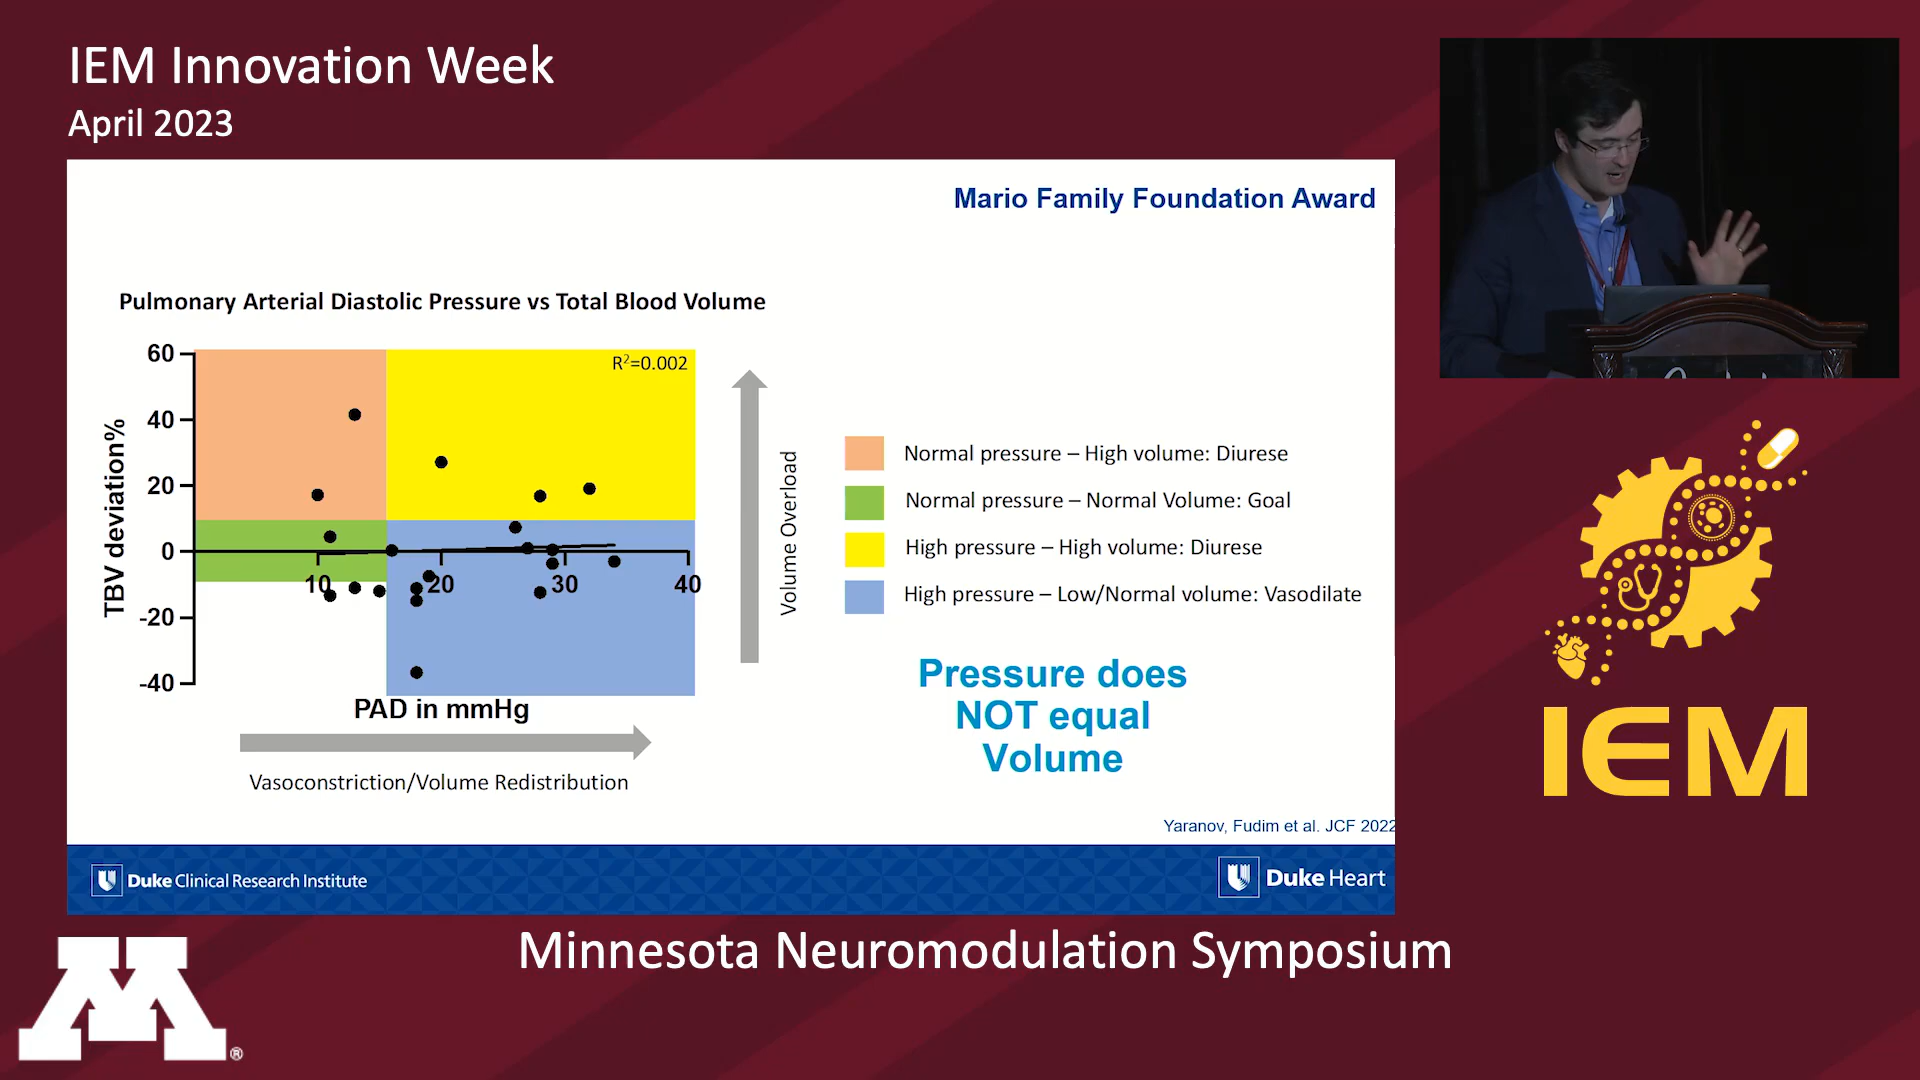 IEM Innovation Week
April 2023
Mario Family Foundation Award
Pulmonary Arterial Diastolic Pressure vs Total Blood Volume
R²=0.002
TBV deviation%
60
40
20
0
-20
-40
10
20
30
40
PAD in mmHg
Vasoconstriction/Volume Redistribution
Volume Overload
Normal pressure – High volume: Diurese
Normal pressure – Normal Volume: Goal
High pressure – High volume: Diurese
High pressure – Low/Normal volume: Vasodilate
Pressure does
NOT equal
Volume
Yaranov, Fudim et al. JCF 2022
Duke Clinical Research Institute
Duke Heart
IEM
Minnesota Neuromodulation Symposium
M
®